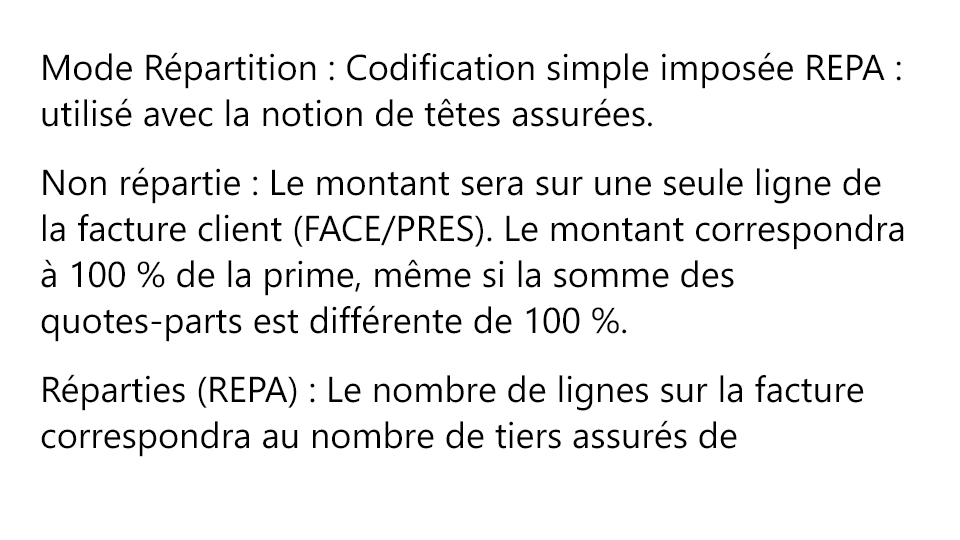 Mode Répartition : Codification simple imposée REPA :
utilisé avec la notion de têtes assurées.
Non répartie : Le montant sera sur une seule ligne de
la facture client (FACE/PRES). Le montant correspondra
à 100 % de la prime, même si la somme des
quotes-parts est différente de 100 %.
Réparties (REPA) : Le nombre de lignes sur la facture
correspondra au nombre de tiers assurés de